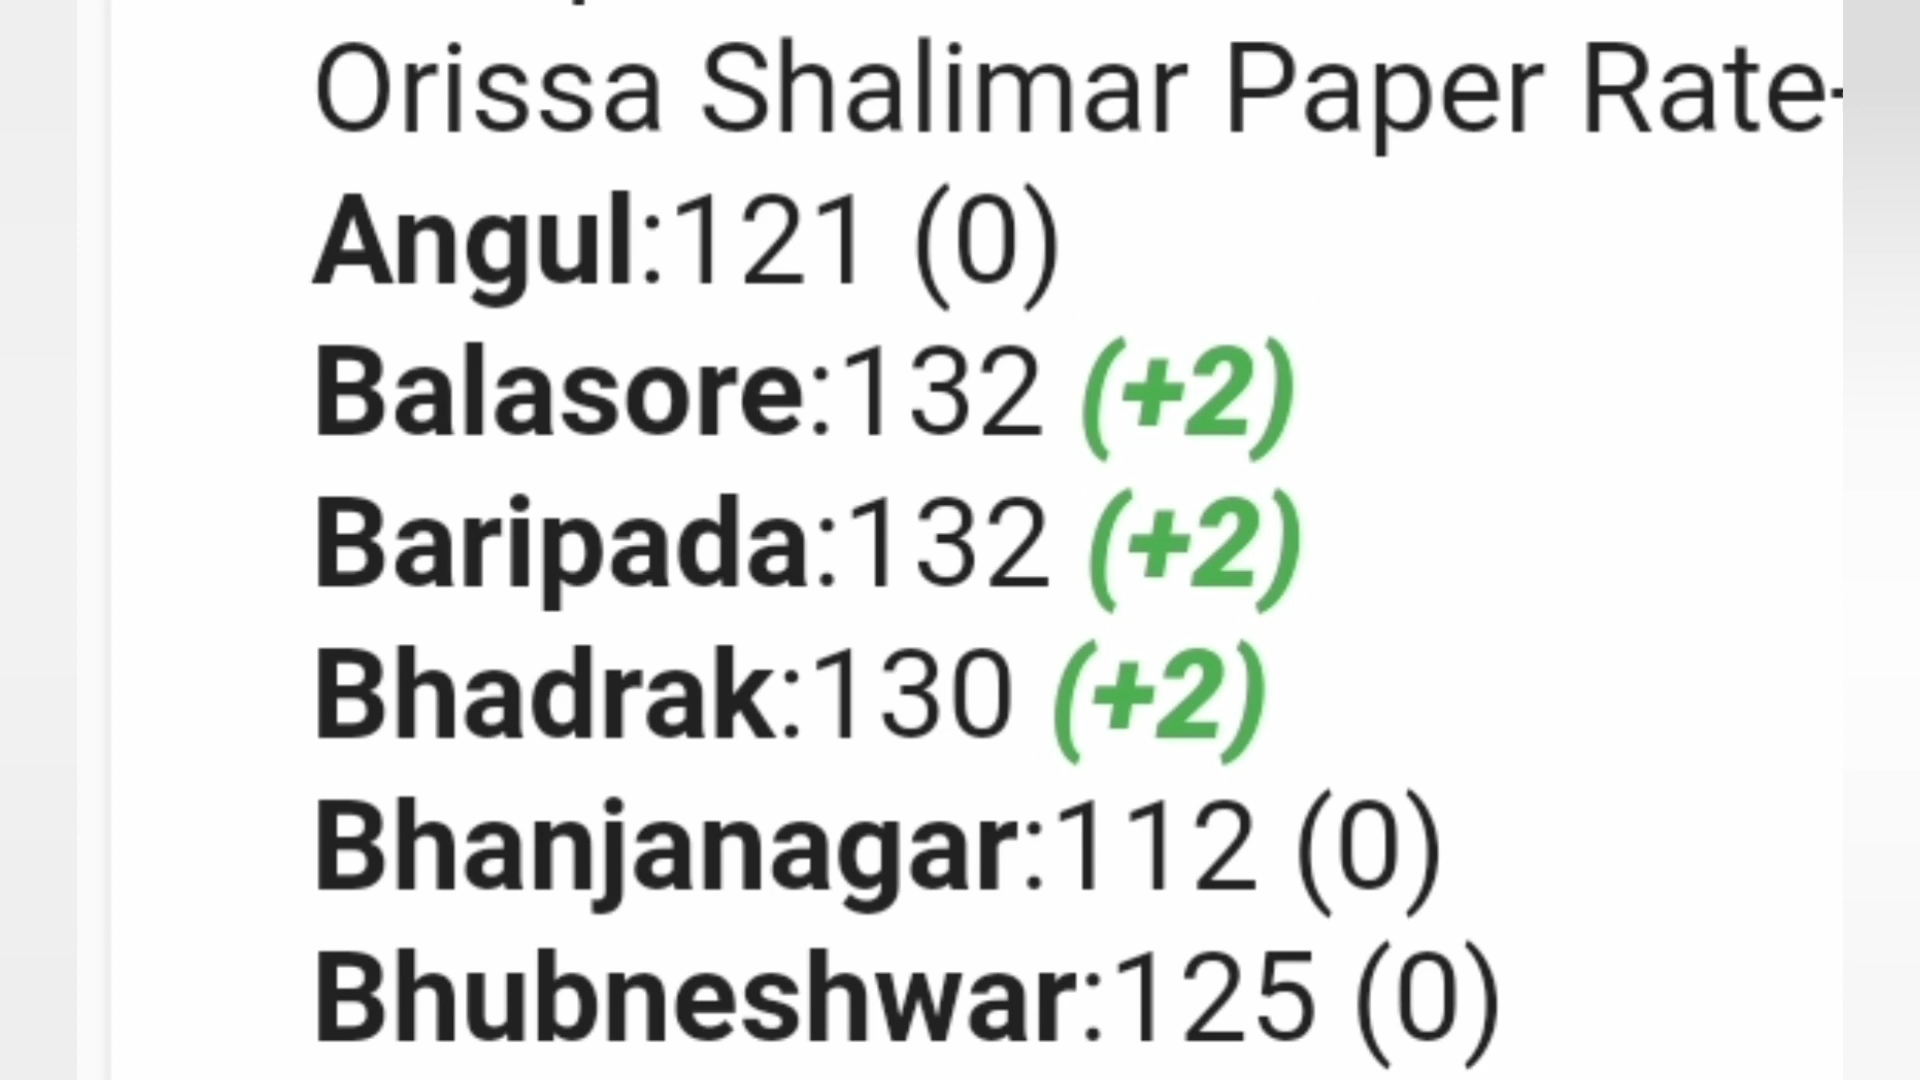 Orissa Shalimar Paper Rate-
Angul:121 (0)
Balasore:132 (+2)
Baripada:132 (+2)
Bhadrak:130 (+2)
Bhanjanagar:112 (0)
Bhubneshwar:125 (0)